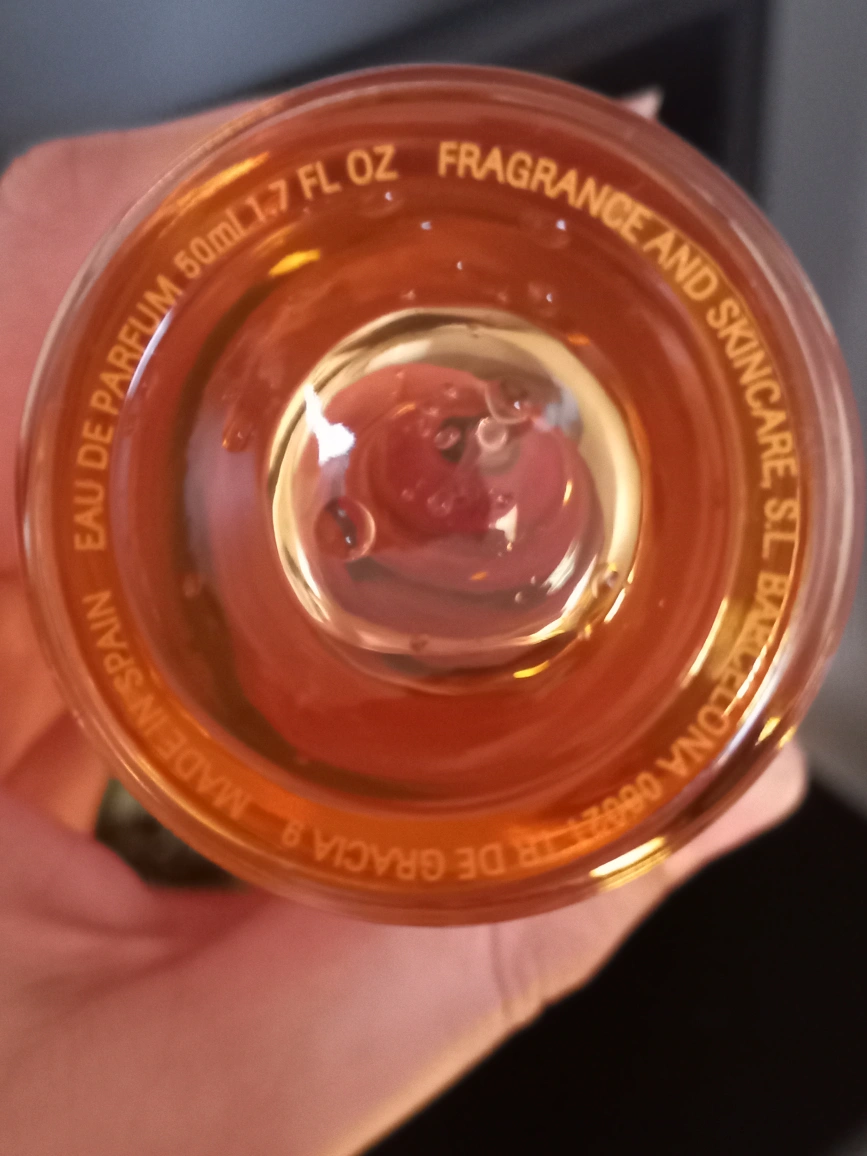 EAU DE PARFUM 50ml 1.7 FL OZ
FRAGRANCE AND SKINCARE, S.L. BARCELONA 08021 TR DE GRACIA 9
MADE IN SPAIN